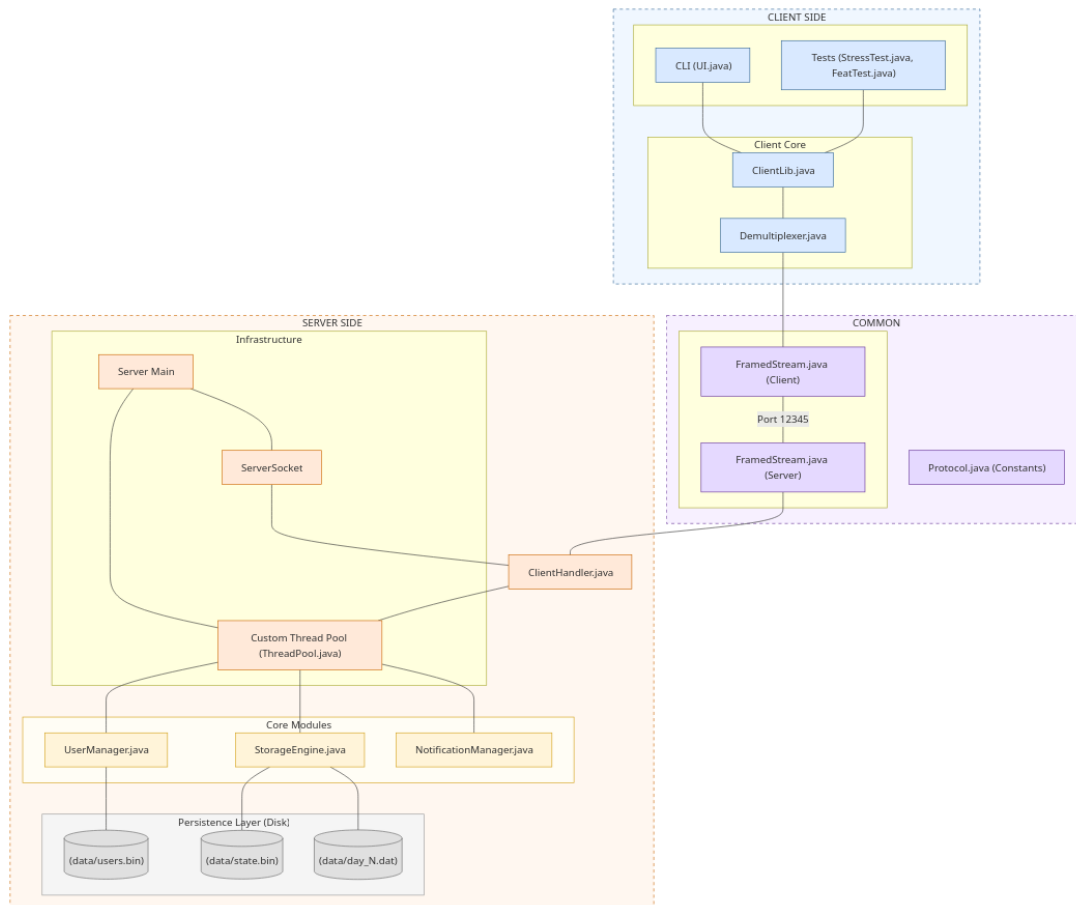 CLIENT SIDE
CLI (UI.java)
Tests (StressTest.java,
FeatTest.java)
Client Core
ClientLib.java
Demultiplexer.java
SERVER SIDE
Infrastructure
Server Main
ServerSocket
ClientHandler.java
Custom Thread Pool
(ThreadPool.java)
COMMON
FramedStream.java
(Client)
Port 12345
FramedStream.java
(Server)
Protocol.java (Constants)
Core Modules
UserManager.java
StorageEngine.java
NotificationManager.java
Persistence Layer (Disk)
(data/users.bin)
(data/state.bin)
(data/day_N.dat)